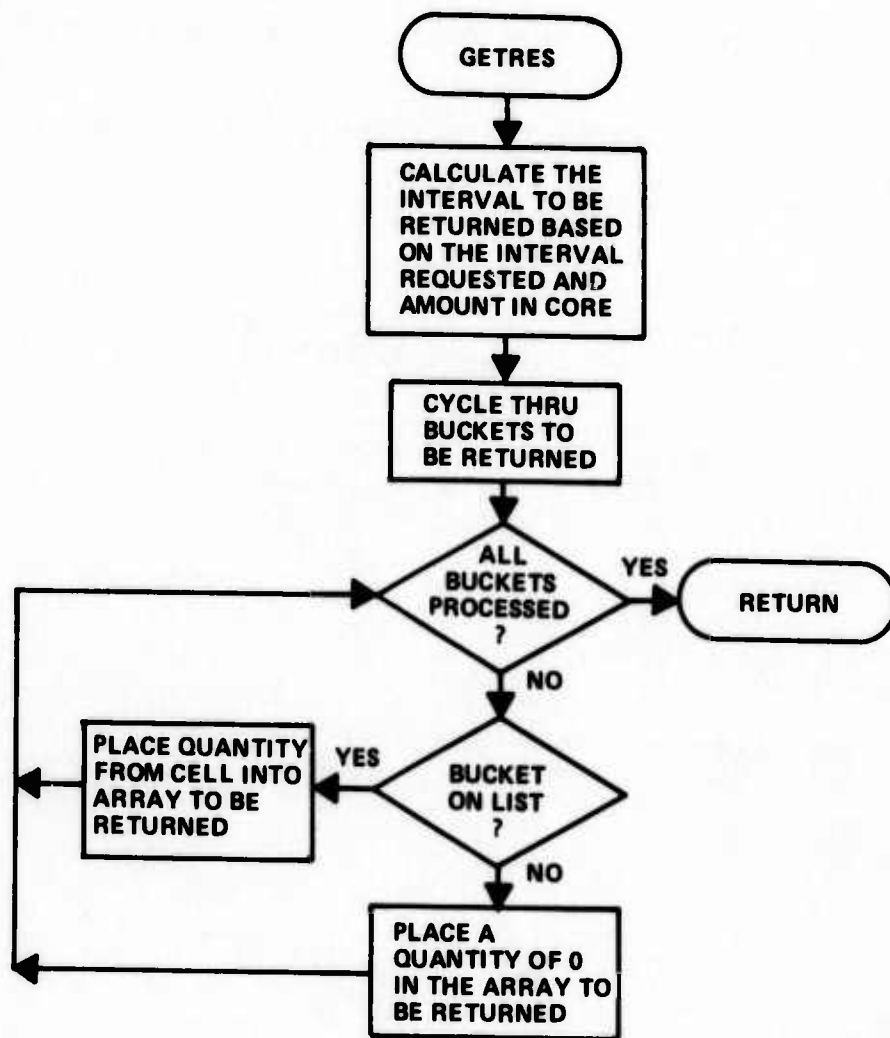 GETRES
CALCULATE THE
INTERVAL TO BE
RETURNED BASED
ON THE INTERVAL
REQUESTED AND
AMOUNT IN CORE
CYCLE THRU
BUCKETS TO
BE RETURNED
ALL
BUCKETS
PROCESSED
?
YES
RETURN
NO
BUCKET
ON LIST
?
YES
PLACE QUANTITY
FROM CELL INTO
ARRAY TO BE
RETURNED
NO
PLACE A
QUANTITY OF 0
IN THE ARRAY TO
BE RETURNED